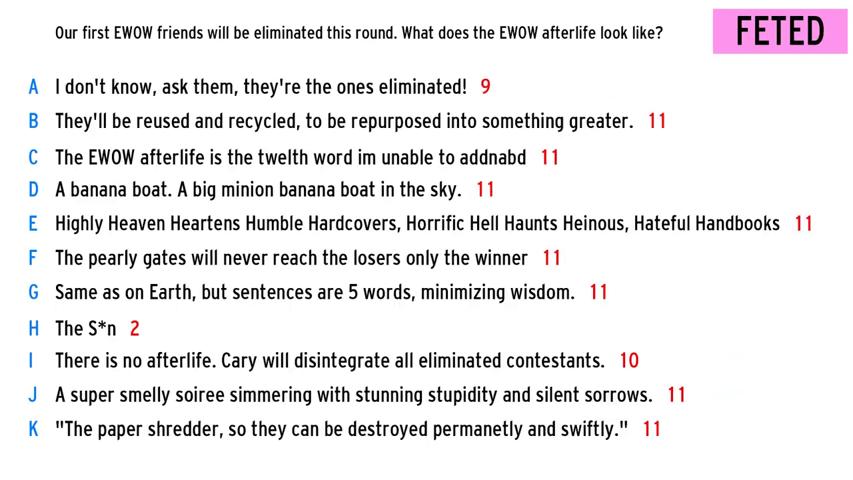 Our first EWOW friends will be eliminated this round. What does the EWOW afterlife look like?
FETED
A I don't know, ask them, they're the ones eliminated! 9
B They'll be reused and recycled, to be repurposed into something greater. 11
C The EWOW afterlife is the twelth word im unable to addnabd 11
D A banana boat. A big minion banana boat in the sky. 11
E Highly Heaven Heartens Humble Hardcovers, Horrific Hell Haunts Heinous, Hateful Handbooks 11
F The pearly gates will never reach the losers only the winner 11
G Same as on Earth, but sentences are 5 words, minimizing wisdom. 11
H The S*n 2
I There is no afterlife. Cary will disintegrate all eliminated contestants. 10
J A super smelly soiree simmering with stunning stupidity and silent sorrows. 11
K "The paper shredder, so they can be destroyed permanetly and swiftly." 11